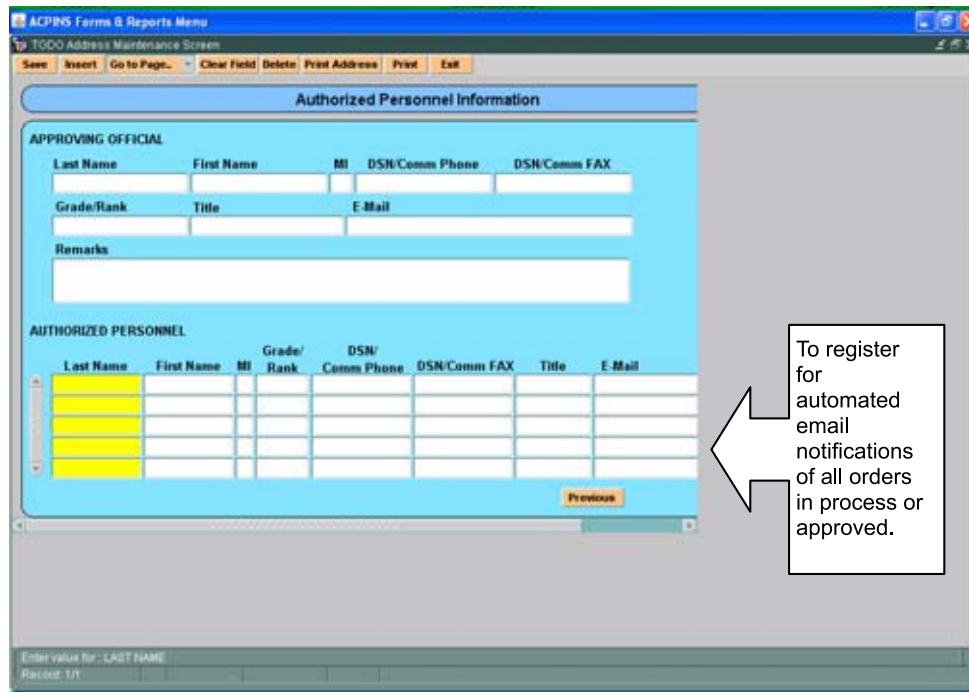 ACPINS Forms & Reports Menu
TODO Address Maintenance Screen
Save Insert Go to Page... Clear Field Delete Print Address Print Exit
Authorized Personnel Information
APPROVING OFFICIAL
Last Name First Name MI DSN/Comm Phone DSN/Comm FAX
Grade/Rank Title E-Mail
Remarks
AUTHORIZED PERSONNEL
Grade/ DSN/
Last Name First Name MI Rank Comm Phone DSN/Comm FAX Title E-Mail
Previous
To register
for
automated
email
notifications
of all orders
in process or
approved.
Enter value for : LAST NAME
Record: 1/1